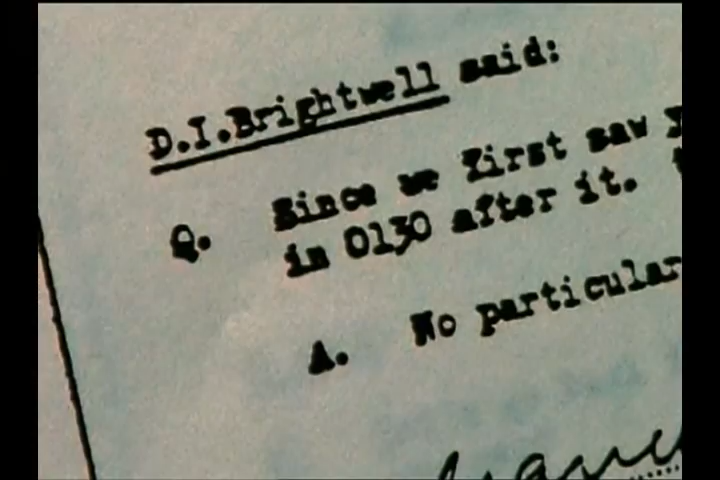 D.I.Brightwell said:
Q. Since we first saw
in 0130 after it.
A. No particular